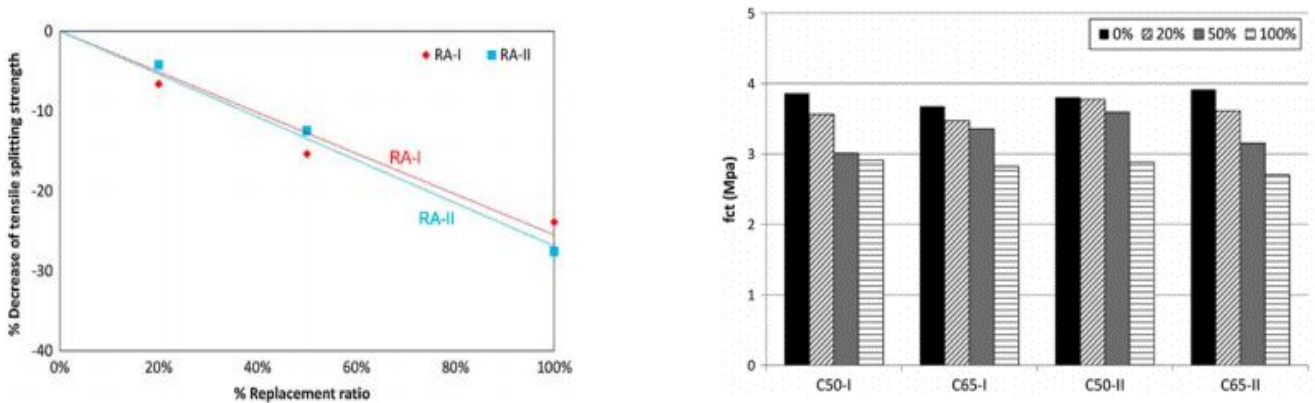 % Decrease of tensile splitting strength
0
-10
-20
-30
-40
RA-I RA-II
RA-I
RA-II
0% 20% 40% 60% 80% 100%
% Replacement ratio
fct (Mpa)
5
4
3
2
1
0
0% 20% 50% 100%
C50-I C65-I C50-II C65-II